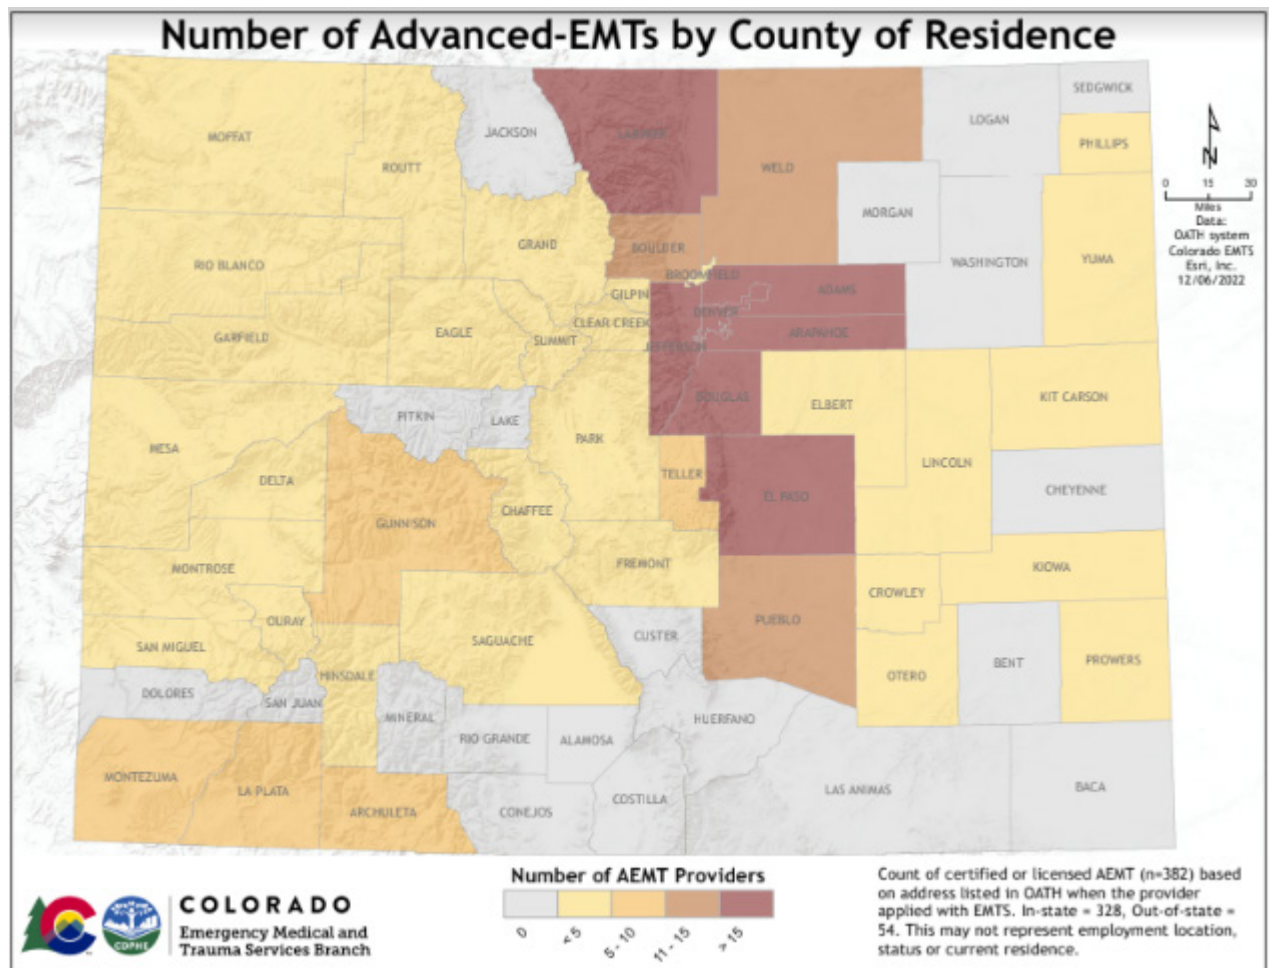 Number of Advanced-EMTs by County of Residence
SEDGWICK
LOGAN
JACKSON
LARIMER
MOFFAT
PHILLIPS
ROUTT
WELD
0 15 30
Miles
Data:
OATH system
Colorado EMTS
Esri, Inc.
12/06/2022
MORGAN
GRAND
BOULDER
RIO BLANCO
WASHINGTON
YUMA
BROOMFIELD
ADAMS
GILPIN
DENVER
CLEAR CREEK
EAGLE
GARFIELD
SUMMIT
JEFFERSON
ARAPAHOE
PITKIN
LAKE
DOUGLAS
ELBERT
KIT CARSON
PARK
MESA
TELLER
LINCOLN
DELTA
CHEYENNE
EL PASO
CHAFFEE
GUNNISON
FREMONT
MONTROSE
KIOWA
CROWLEY
OURAY
PUEBLO
SAN MIGUEL
SAGUACHE
CUSTER
HINSDALE
BENT
PROWERS
OTERO
DOLORES
SAN JUAN
MINERAL
HUERFANO
RIO GRANDE
ALAMOSA
MONTEZUMA
LA PLATA
ARCHULETA
CONEJOS
COSTILLA
LAS ANIMAS
BACA
Number of AEMT Providers
0
< 5
5 - 10
11 - 15
> 15
COLORADO
Emergency Medical and
Trauma Services Branch
CDPHE
Count of certified or licensed AEMT (n=382) based
on address listed in OATH when the provider
applied with EMTS. In-state = 328, Out-of-state =
54. This may not represent employment location,
status or current residence.